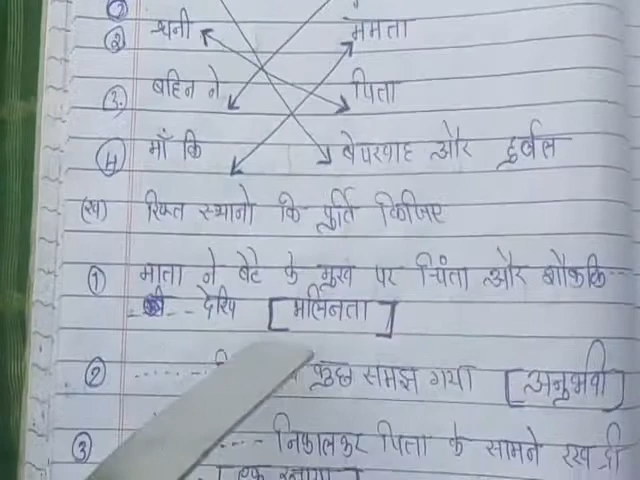 ② धनी ममता
③. बहिन ने पिता
④ माँ कि बेपरवाह और दुर्बल
(ख) रिक्त स्थानो कि पुर्ति किजिए
① माता ने बेटे के मुख पर चिंता और शोककि ---
--- देखि [मलिनता]
② ------ कुछ समझ गया [अनुभवी]
③ ---- निकालकर पिता के सामने रख दी